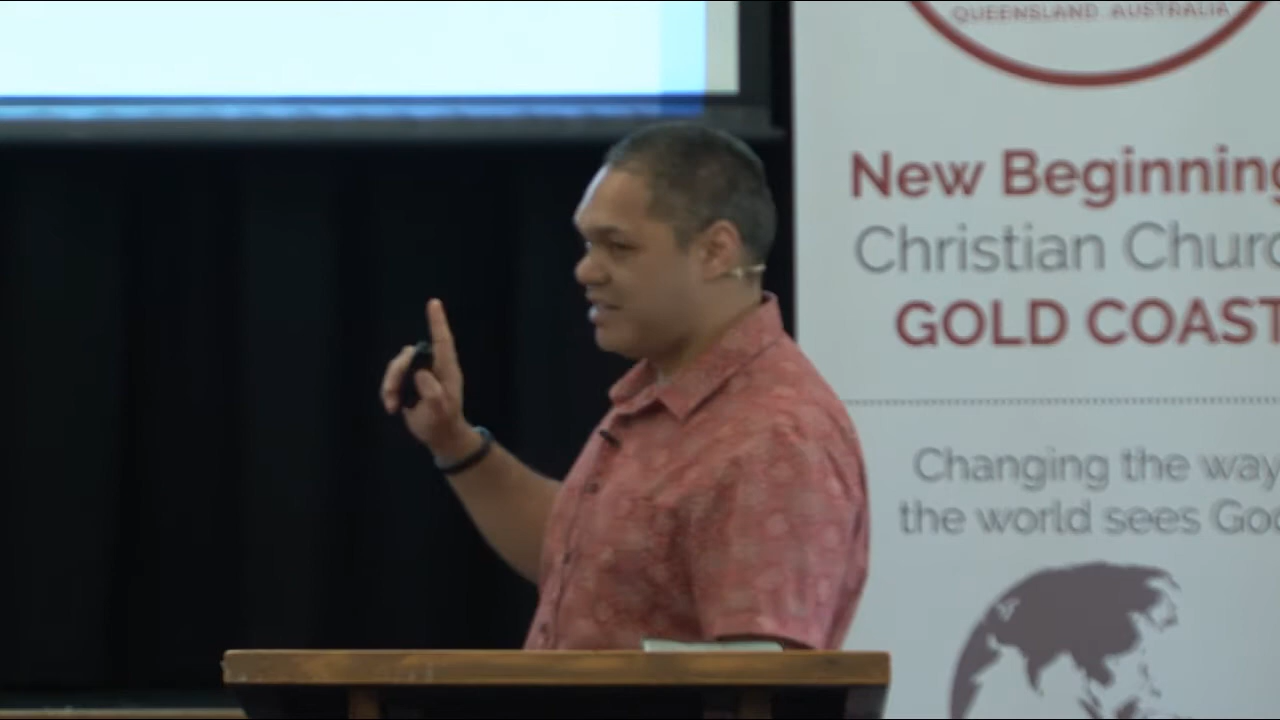 QUEENSLAND AUSTRALIA
New Beginning
Christian Churc
GOLD COAST
Changing the way
the world sees Go